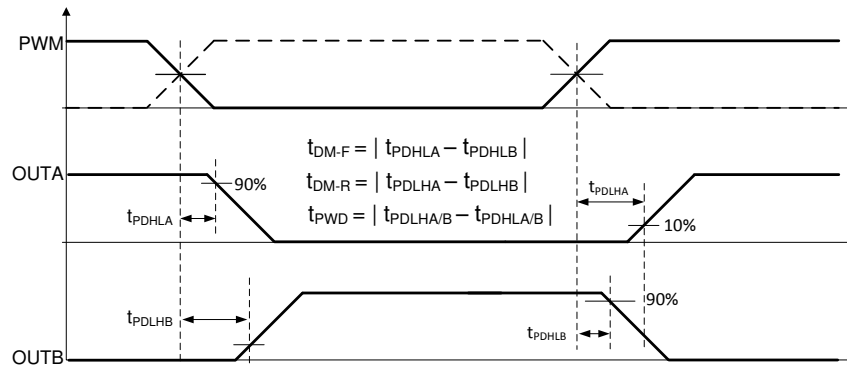 PWM
OUTA
90%
tPDHLA
tDM-F = | tPDHLA – tPDHLB |
tDM-R = | tPDLHA – tPDLHB |
tPWD = | tPDLHA/B – tPDHLA/B |
tPDLHA
10%
tPDLHB
90%
tPDHLB
OUTB